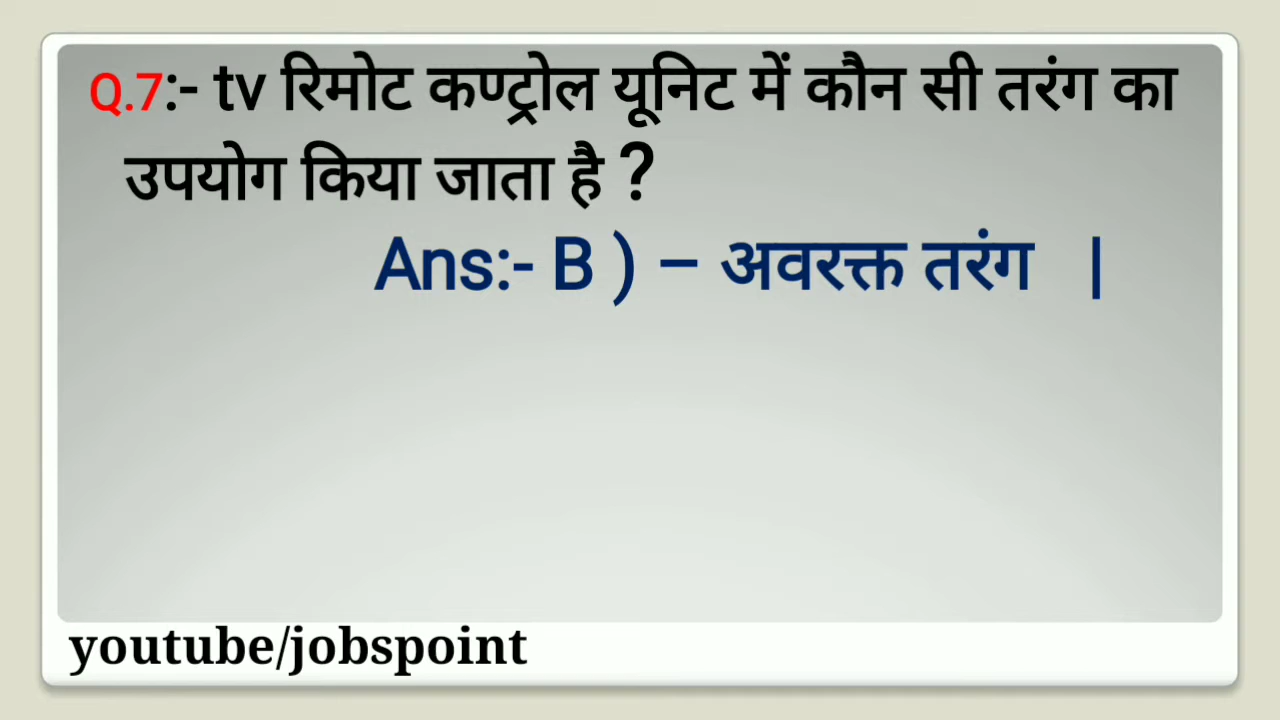 Q.7:- tv रिमोट कण्ट्रोल यूनिट में कौन सी तरंग का
उपयोग किया जाता है ?
Ans:- B ) – अवरक्त तरंग |
youtube/jobspoint